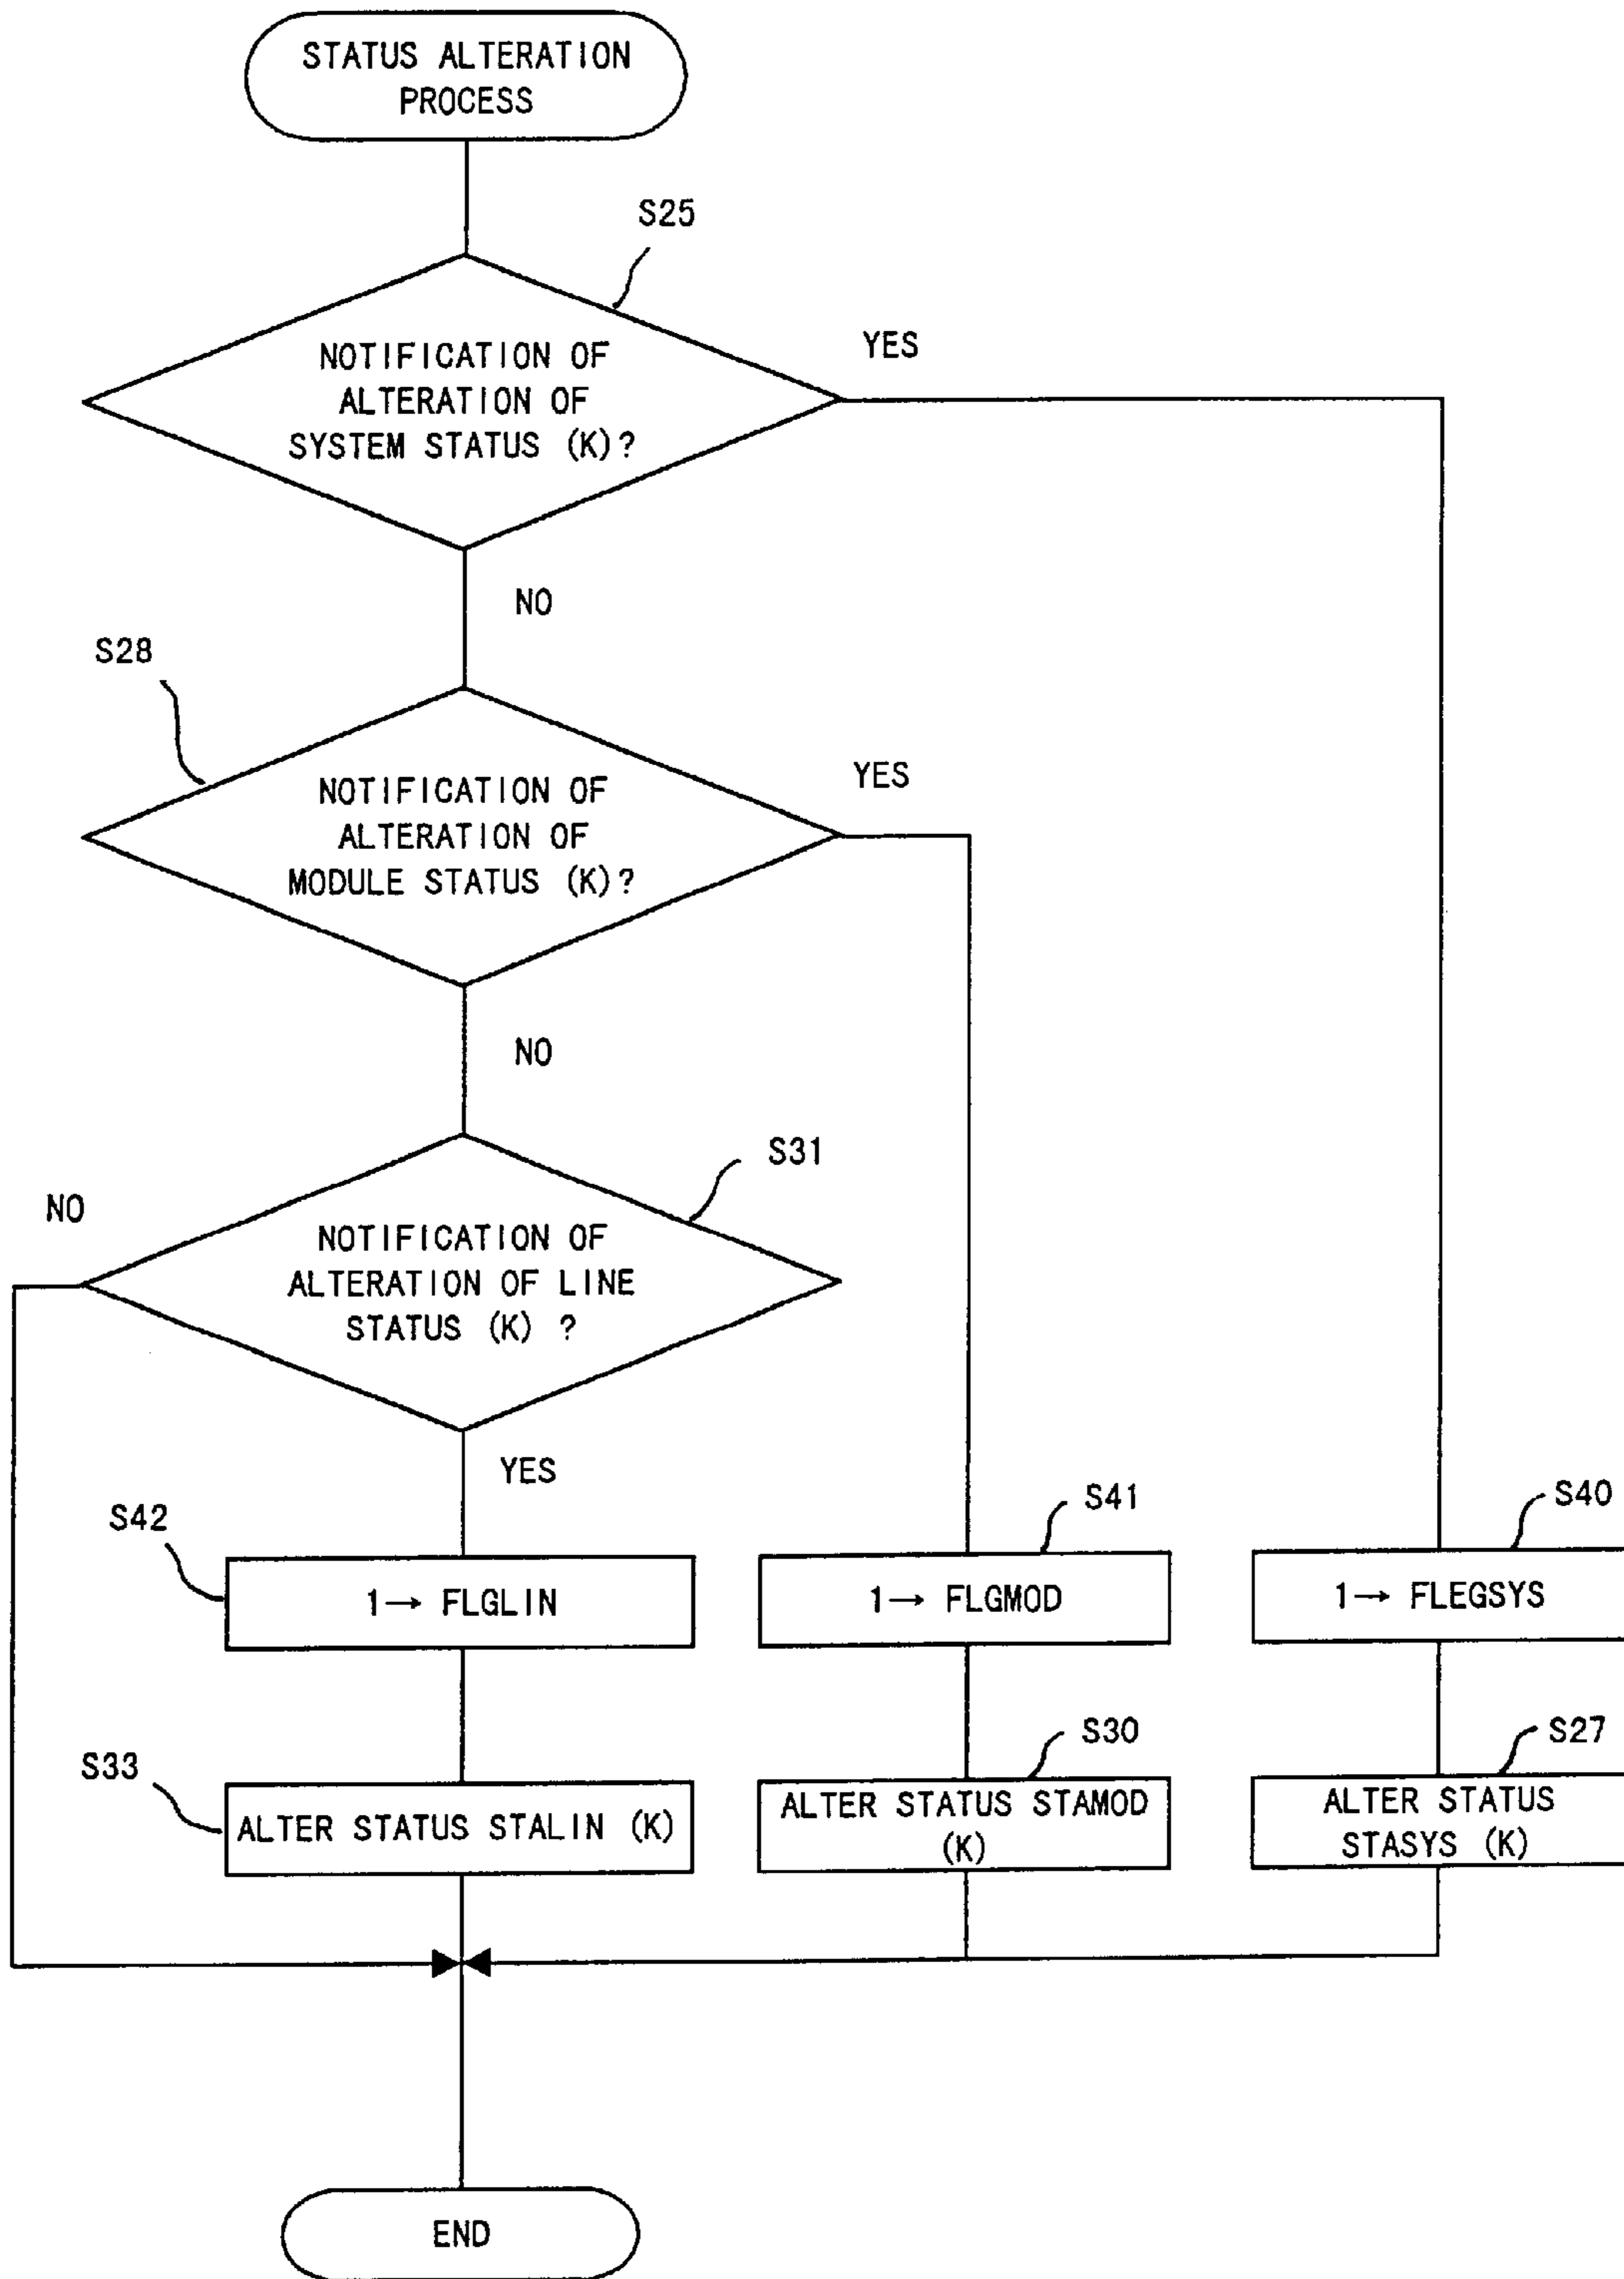 STATUS ALTERATION
PROCESS
S25
NOTIFICATION OF
ALTERATION OF
SYSTEM STATUS (K)?
YES
NO
S28
NOTIFICATION OF
ALTERATION OF
MODULE STATUS (K)?
YES
NO
S31
NO
NOTIFICATION OF
ALTERATION OF LINE
STATUS (K) ?
YES
S42
1→ FLGLIN
S41
1→ FLGMOD
S40
1→ FLEGSYS
S33
ALTER STATUS STALIN (K)
S30
ALTER STATUS STAMOD
(K)
S27
ALTER STATUS
STASYS (K)
END